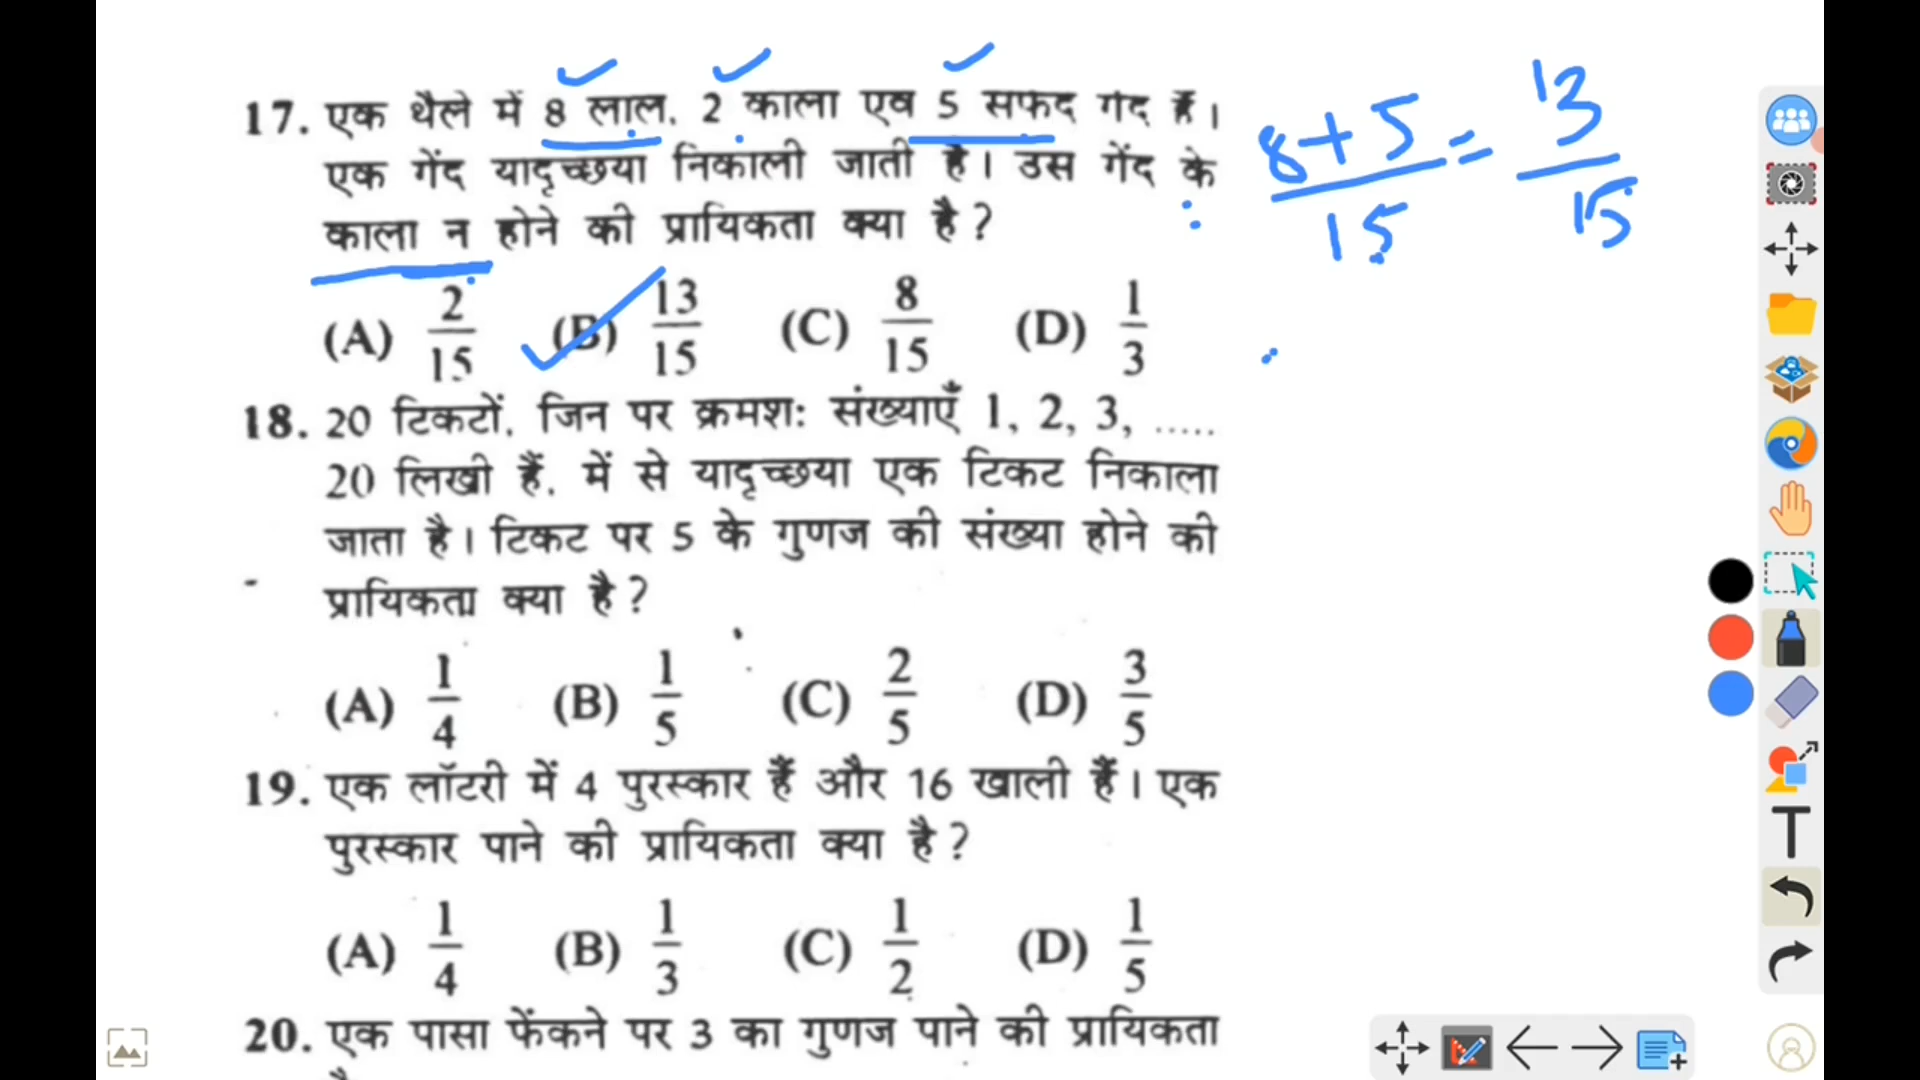 17. एक थैले में 8 लाल, 2 काला एवं 5 सफेद गेंद हैं।
एक गेंद यादृच्छया निकाली जाती है। उस गेंद के
काला न होने की प्रायिकता क्या है?
(A) 2/15 (B) 13/15 (C) 8/15 (D) 1/3
8+5/15 = 13/15
18. 20 टिकटों, जिन पर क्रमश: संख्याएँ 1, 2, 3, .....
20 लिखी हैं, में से यादृच्छया एक टिकट निकाला
जाता है। टिकट पर 5 के गुणज की संख्या होने की
प्रायिकता क्या है?
(A) 1/4 (B) 1/5 (C) 2/5 (D) 3/5
19. एक लॉटरी में 4 पुरस्कार हैं और 16 खाली हैं। एक
पुरस्कार पाने की प्रायिकता क्या है?
(A) 1/4 (B) 1/3 (C) 1/2 (D) 1/5
20. एक पासा फेंकने पर 3 का गुणज पाने की प्रायिकता
T